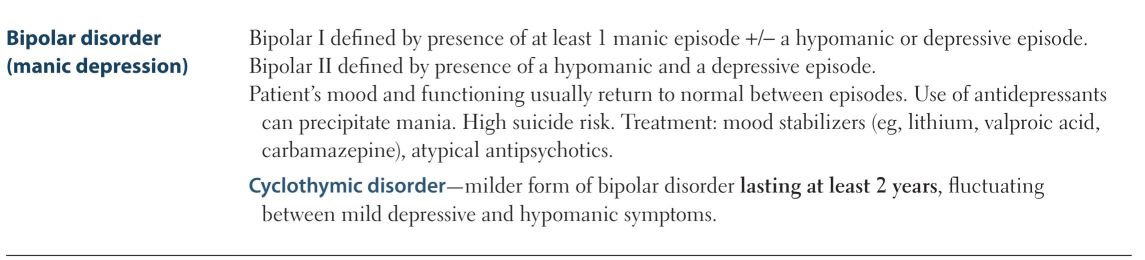 Bipolar disorder
(manic depression)
Bipolar I defined by presence of at least 1 manic episode +/− a hypomanic or depressive episode.
Bipolar II defined by presence of a hypomanic and a depressive episode.
Patient’s mood and functioning usually return to normal between episodes. Use of antidepressants
can precipitate mania. High suicide risk. Treatment: mood stabilizers (eg, lithium, valproic acid,
carbamazepine), atypical antipsychotics.
Cyclothymic disorder—milder form of bipolar disorder lasting at least 2 years, fluctuating
between mild depressive and hypomanic symptoms.